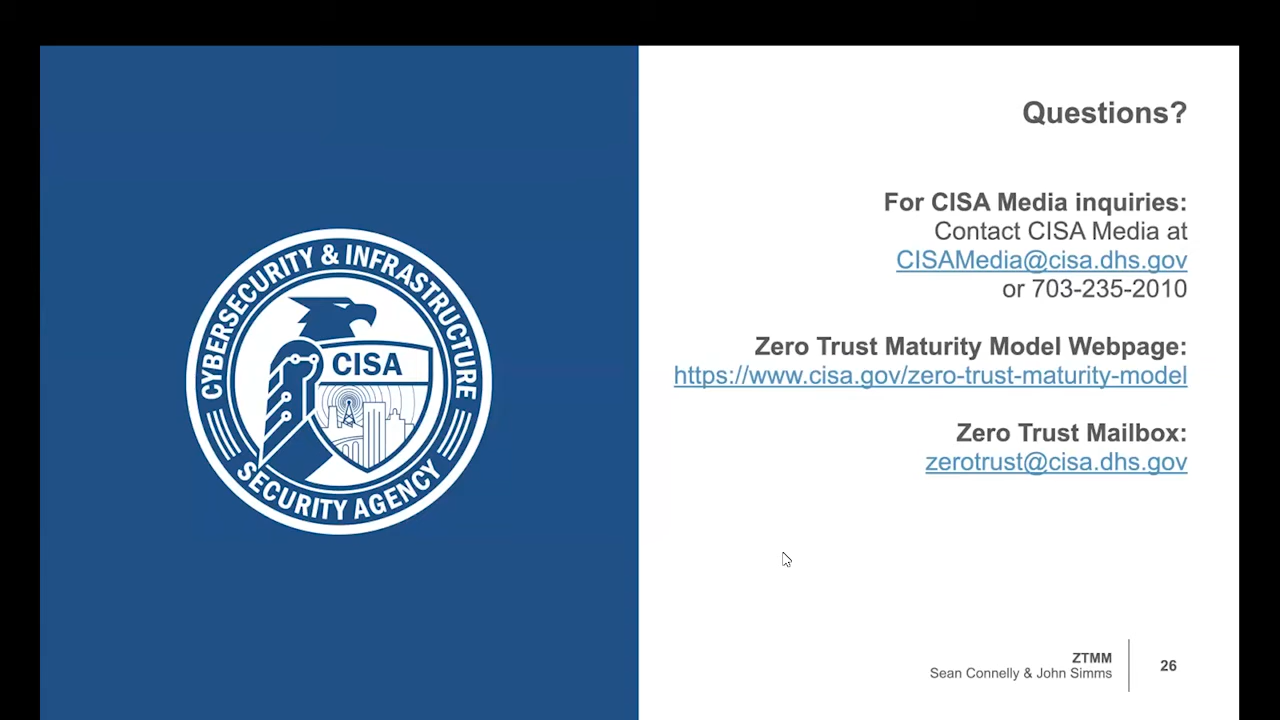 CYBERSECURITY & INFRASTRUCTURE
SECURITY AGENCY
CISA
Questions?
For CISA Media inquiries:
Contact CISA Media at
CISAMedia@cisa.dhs.gov
or 703-235-2010
Zero Trust Maturity Model Webpage:
https://www.cisa.gov/zero-trust-maturity-model
Zero Trust Mailbox:
zerotrust@cisa.dhs.gov
ZTMM
Sean Connelly & John Simms
26